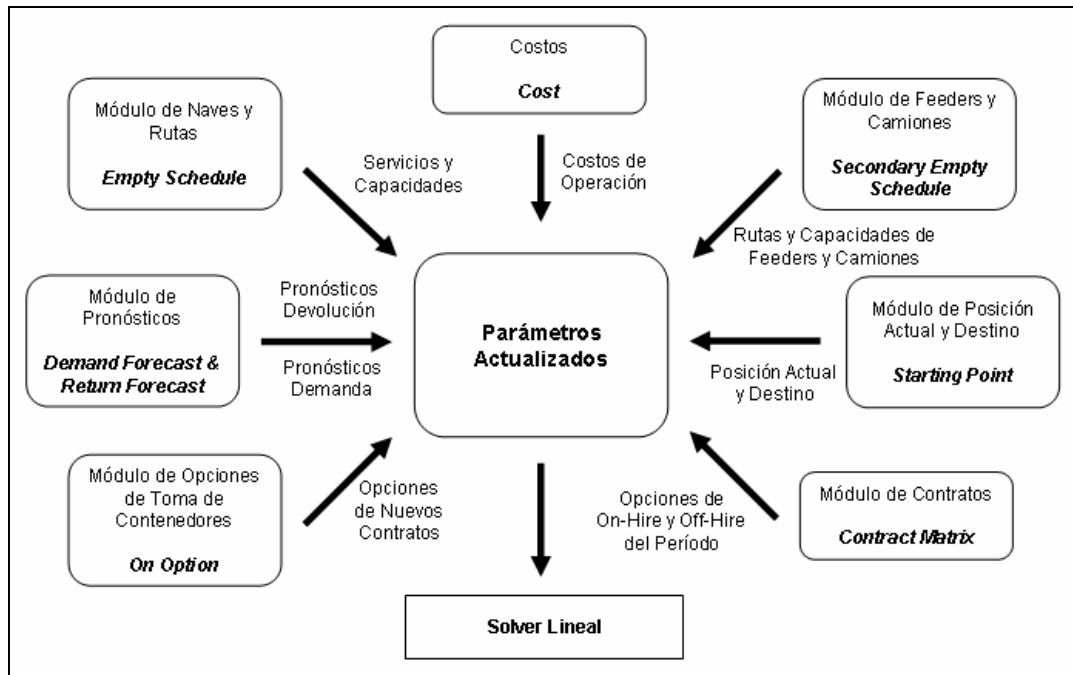 Costos
Cost
Módulo de Naves y
Rutas
Empty Schedule
Módulo de Feeders y
Camiones
Secondary Empty
Schedule
Servicios y
Capacidades
Costos de
Operación
Rutas y Capacidades de
Feeders y Camiones
Módulo de
Pronósticos
Demand Forecast &
Return Forecast
Pronósticos
Devolución
Pronósticos
Demanda
Parámetros
Actualizados
Posición Actual
y Destino
Módulo de Posición
Actual y Destino
Starting Point
Módulo de Opciones
de Toma de
Contenedores
On Option
Opciones
de Nuevos
Contratos
Opciones de
On-Hire y Off-Hire
del Período
Módulo de Contratos
Contract Matrix
Solver Lineal